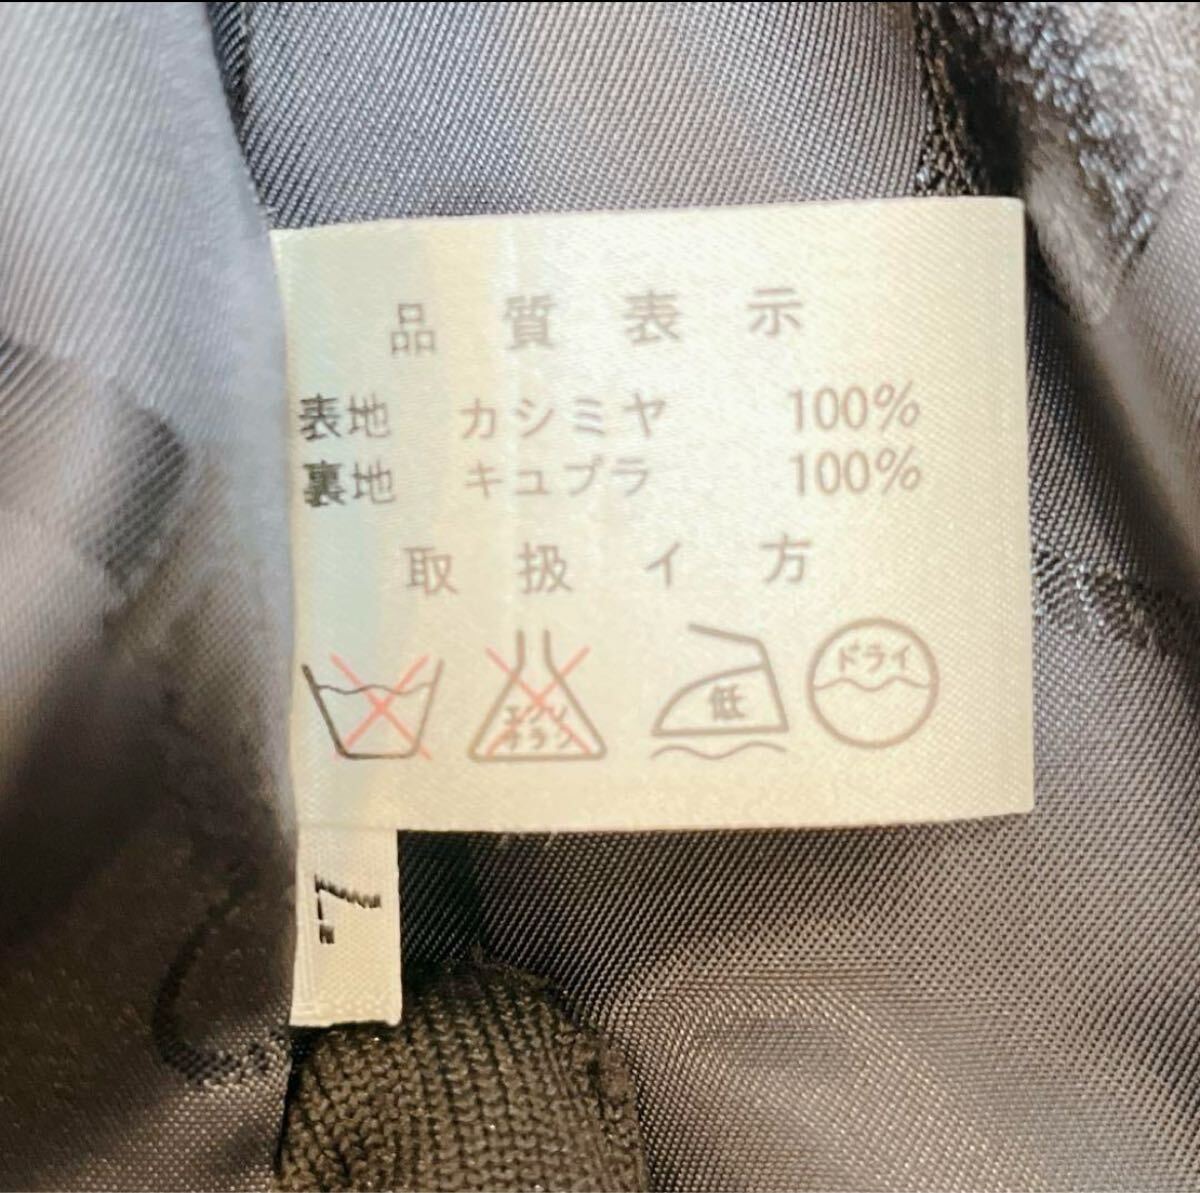 品質表示
表地 カシミヤ 100%
裏地 キュプラ 100%
取扱イ方
エンソ
サラシ
低
ドライ
L